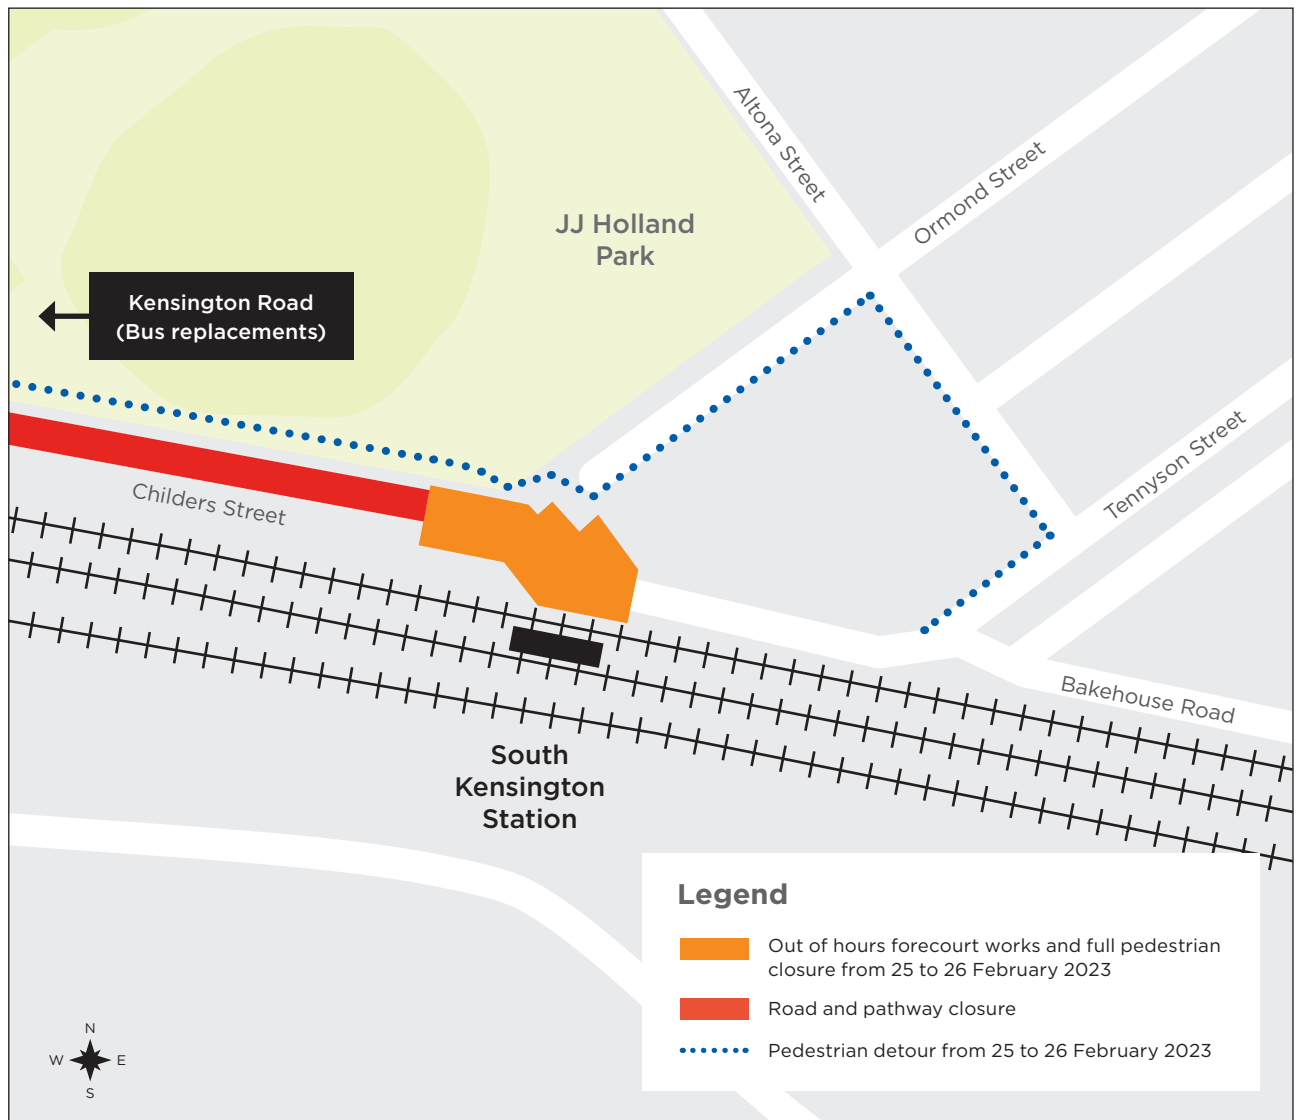 Altona Street
Ormond Street
JJ Holland
Park
Kensington Road
(Bus replacements)
Tennyson Street
Childers Street
Bakehouse Road
South
Kensington
Station
Legend
Out of hours forecourt works and full pedestrian
closure from 25 to 26 February 2023
Road and pathway closure
Pedestrian detour from 25 to 26 February 2023
N
W E
S